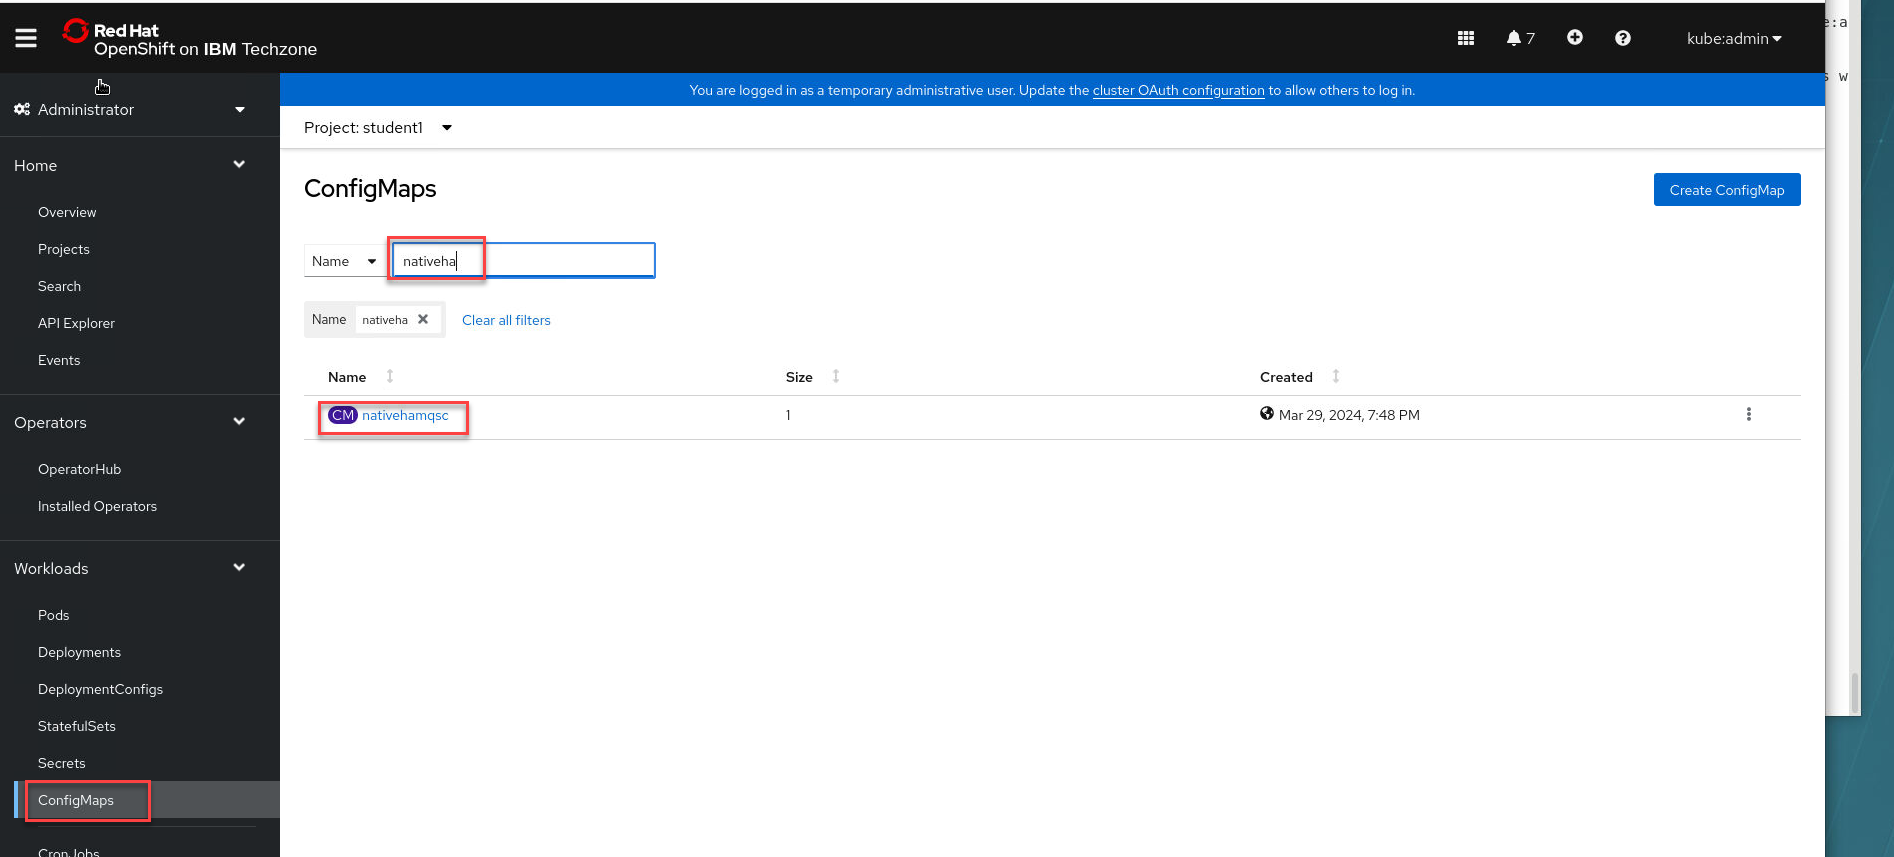 Red Hat
OpenShift on IBM Techzone
7
kube:admin
You are logged in as a temporary administrative user. Update the cluster OAuth configuration to allow others to log in.
Administrator
Project: student1
Home
Overview
Projects
Search
API Explorer
Events
Operators
OperatorHub
Installed Operators
Workloads
Pods
Deployments
DeploymentConfigs
StatefulSets
Secrets
ConfigMaps
CronJobs
ConfigMaps
Create ConfigMap
Name nativeha
Name nativeha Clear all filters
Name Size Created
CM nativehamqsc 1 Mar 29, 2024, 7:48 PM